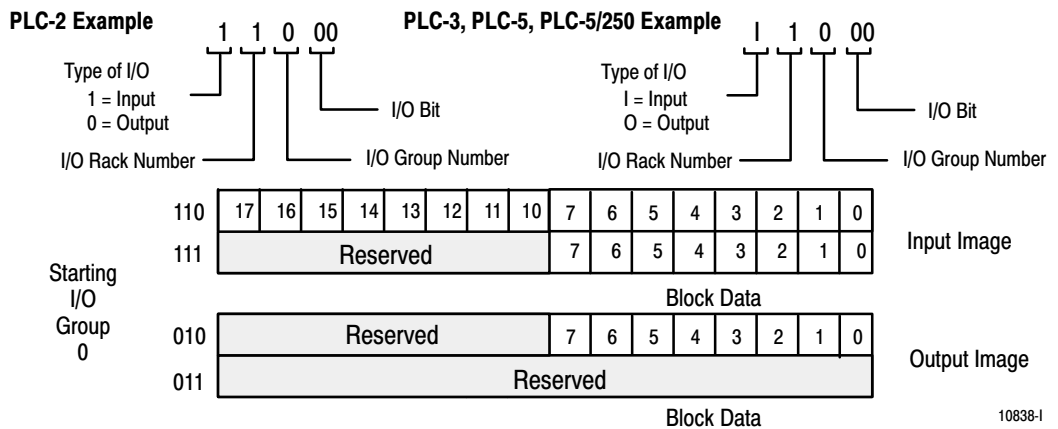 PLC-2 Example
1 1 0 00
Type of I/O
1 = Input
0 = Output
I/O Bit
I/O Rack Number
I/O Group Number
PLC-3, PLC-5, PLC-5/250 Example
I 1 0 00
Type of I/O
I = Input
O = Output
I/O Bit
I/O Rack Number
I/O Group Number
Starting
I/O
Group
0
110 17 16 15 14 13 12 11 10 7 6 5 4 3 2 1 0
111 Reserved 7 6 5 4 3 2 1 0
Input Image
Block Data
010 Reserved 7 6 5 4 3 2 1 0
011 Reserved
Output Image
Block Data
10838-I